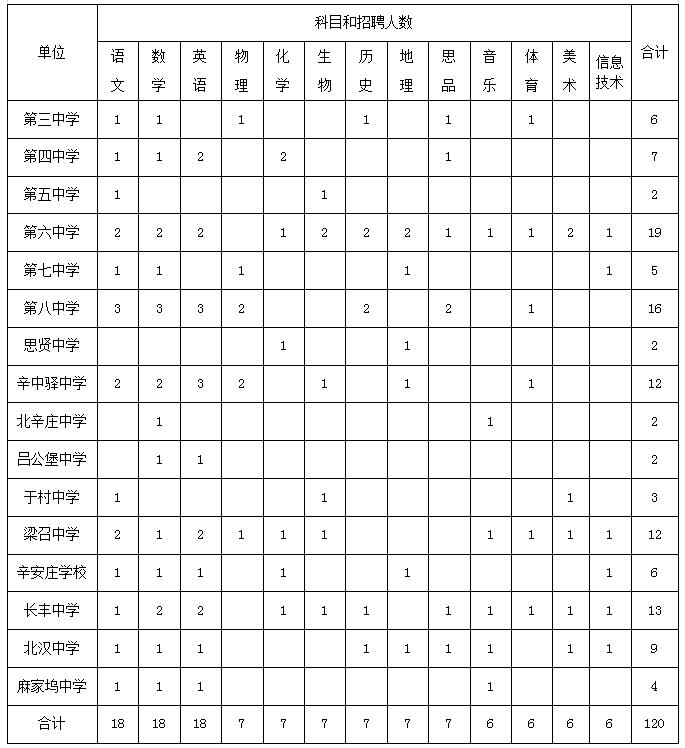 单位 科目和招聘人数 合计
语文 数学 英语 物理 化学 生物 历史 地理 思品 音乐 体育 美术 信息技术
第三中学 1 1 1 1 1 1 6
第四中学 1 1 2 2 1 7
第五中学 1 1 2
第六中学 2 2 2 1 2 2 2 1 1 1 2 1 19
第七中学 1 1 1 1 1 5
第八中学 3 3 3 2 2 2 1 16
思贤中学 1 1 2
辛中驿中学 2 2 3 2 1 1 1 12
北辛庄中学 1 1 2
吕公堡中学 1 1 2
于村中学 1 1 1 3
梁召中学 2 1 2 1 1 1 1 1 1 1 12
辛安庄学校 1 1 1 1 1 1 6
长丰中学 1 2 2 1 1 1 1 1 1 1 1 13
北汉中学 1 1 1 1 1 1 1 1 1 9
麻家坞中学 1 1 1 1 4
合计 18 18 18 7 7 7 7 7 7 6 6 6 6 120